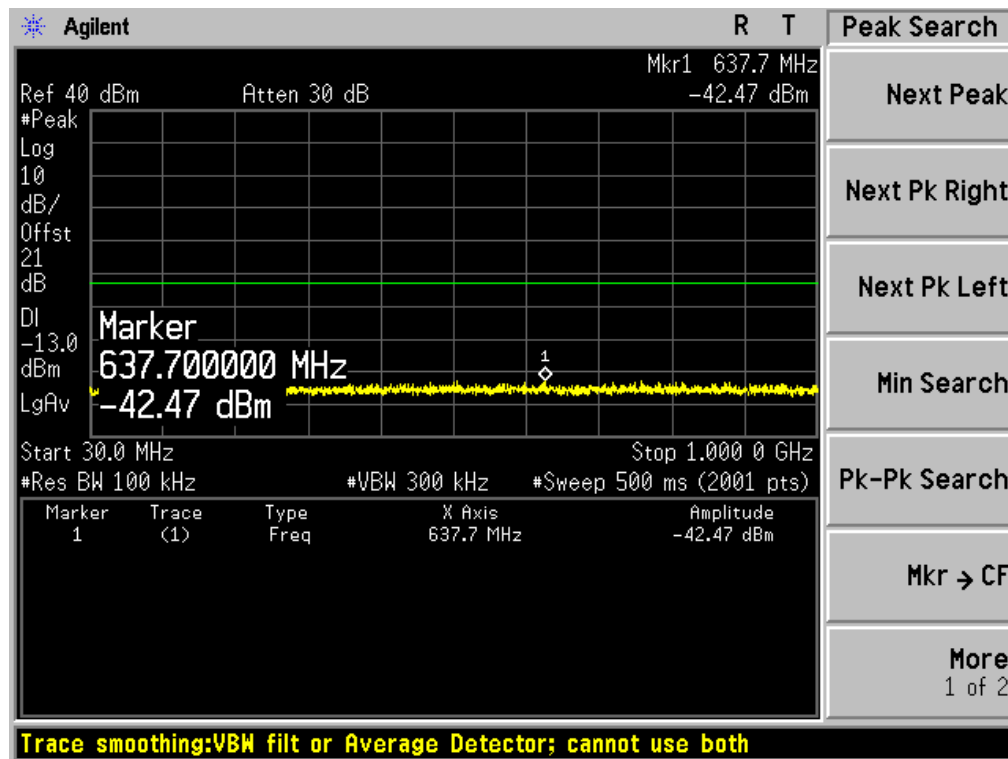 Agilent R T Peak Search
Mkr1 637.7 MHz
Ref 40 dBm Atten 30 dB -42.47 dBm
#Peak
Log
10
dB/
Offst
21
dB
DI
-13.0
dBm
LgAv
Marker
637.700000 MHz
-42.47 dBm
1
Start 30.0 MHz Stop 1.000 0 GHz
#Res BW 100 kHz #VBW 300 kHz #Sweep 500 ms (2001 pts)
Marker Trace Type X Axis Amplitude
1 (1) Freq 637.7 MHz -42.47 dBm
Next Peak
Next Pk Right
Next Pk Left
Min Search
Pk-Pk Search
Mkr → CF
More
1 of 2
Trace smoothing:VBW filt or Average Detector; cannot use both